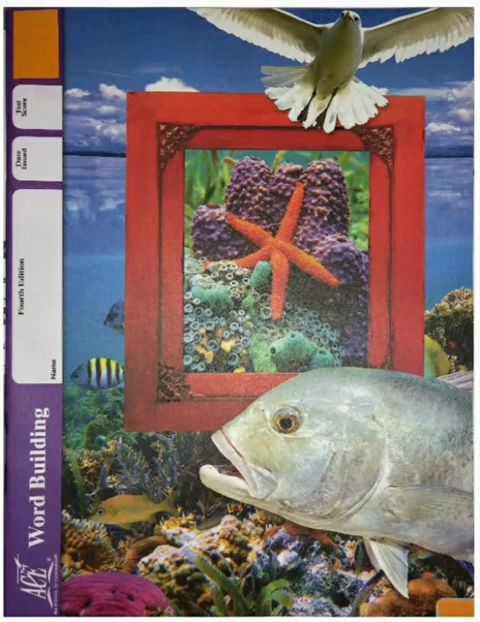 Test
Score
Date
Issued
Fourth Edition
Name
Word Building
ACE